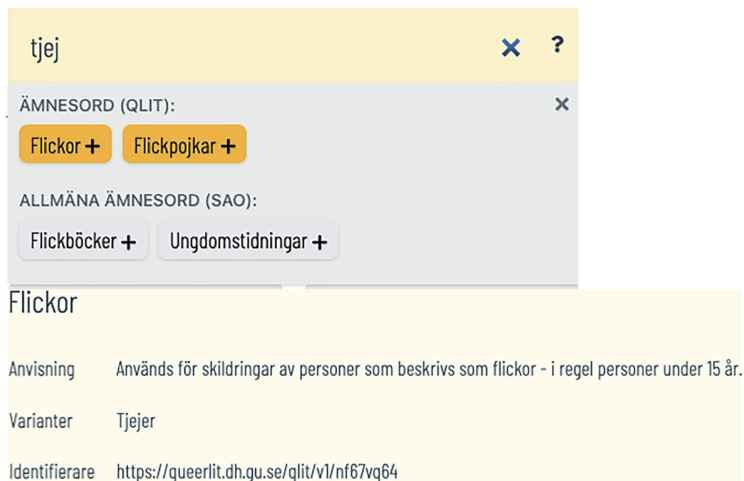 tjej ?
ÄMNESORD (QLIT):
Flickor + Flickpojkar +
ALLMÄNA ÄMNESORD (SAO):
Flickböcker + Ungdomstidningar +
Flickor
Anvisning Används för skildringar av personer som beskrivs som flickor - i regel personer under 15 år.
Varianter Tjejer
Identifierare https://queerlit.dh.gu.se/qlit/v1/nf67vq64